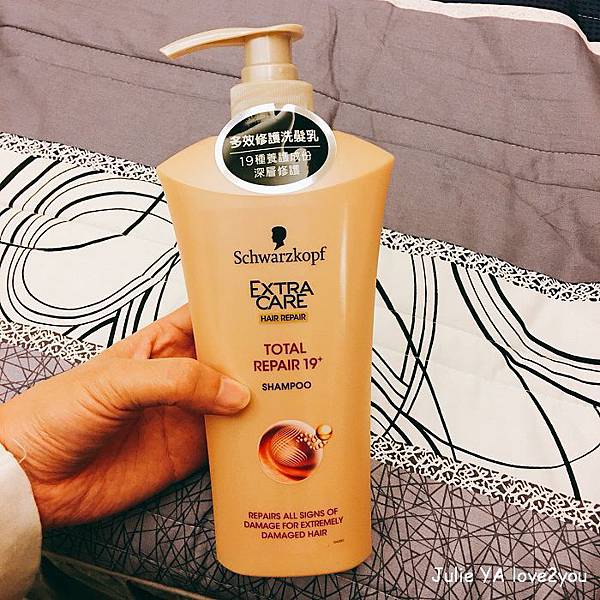 多效修護洗髮乳
19種養護成份
深層修護
Schwarzkopf
EXTRA
CARE
HAIR REPAIR
TOTAL
REPAIR 19+
SHAMPOO
REPAIRS ALL SIGNS OF
DAMAGE FOR EXTREMELY
DAMAGED HAIR
Julie YA love2you